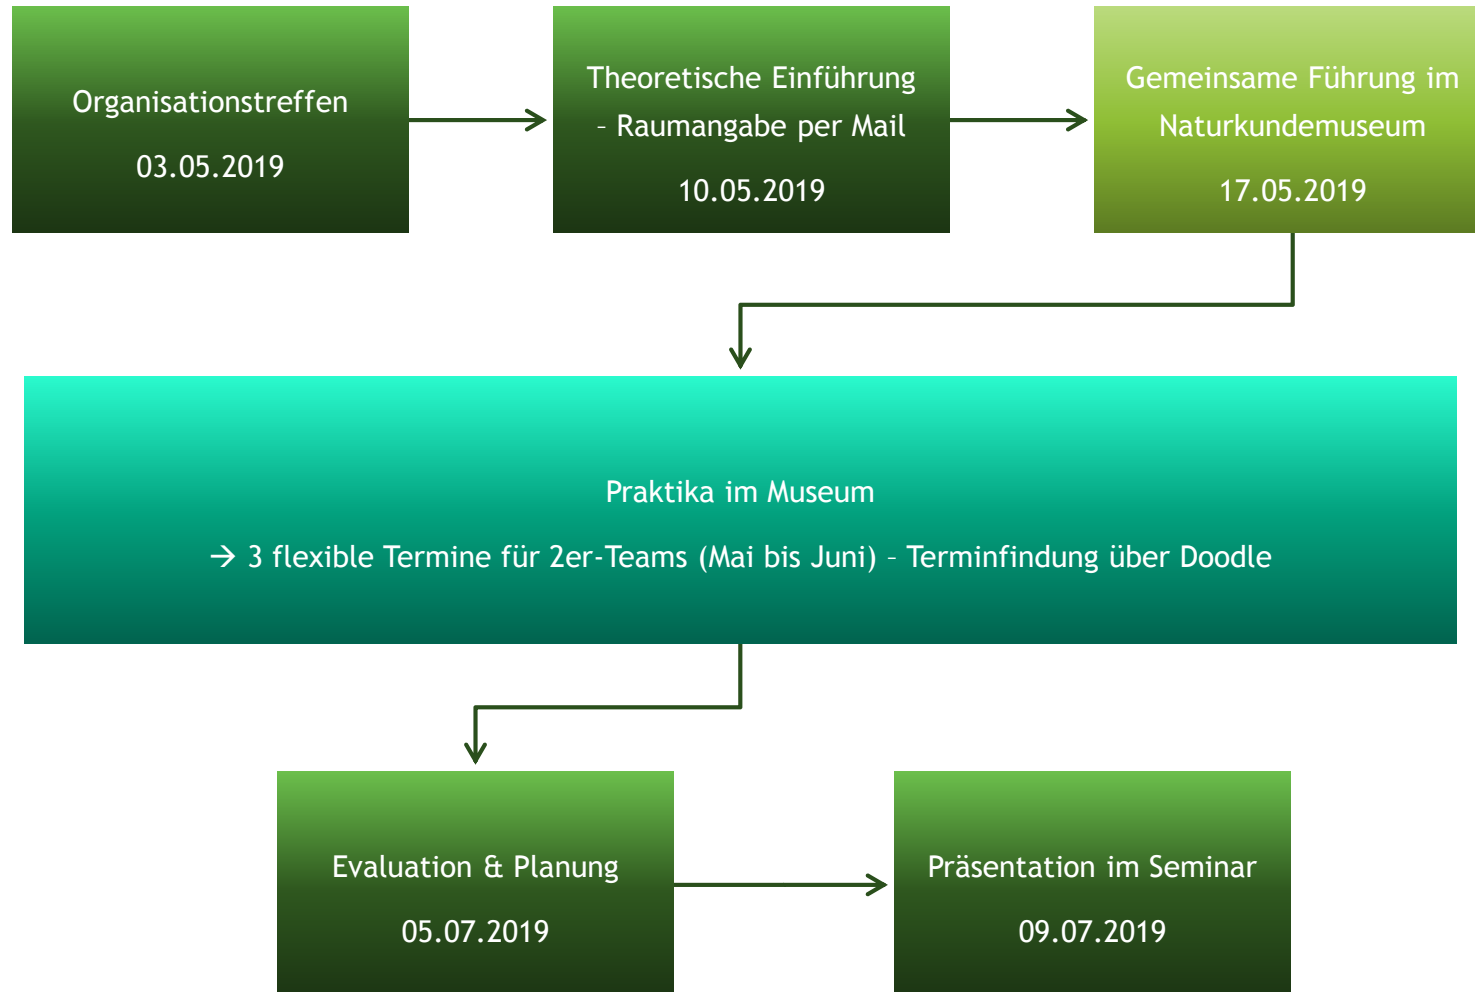 Organisationstreffen
03.05.2019
Theoretische Einführung
– Raumangabe per Mail
10.05.2019
Gemeinsame Führung im
Naturkundemuseum
17.05.2019
Praktika im Museum
→ 3 flexible Termine für 2er-Teams (Mai bis Juni) – Terminfindung über Doodle
Evaluation & Planung
05.07.2019
Präsentation im Seminar
09.07.2019